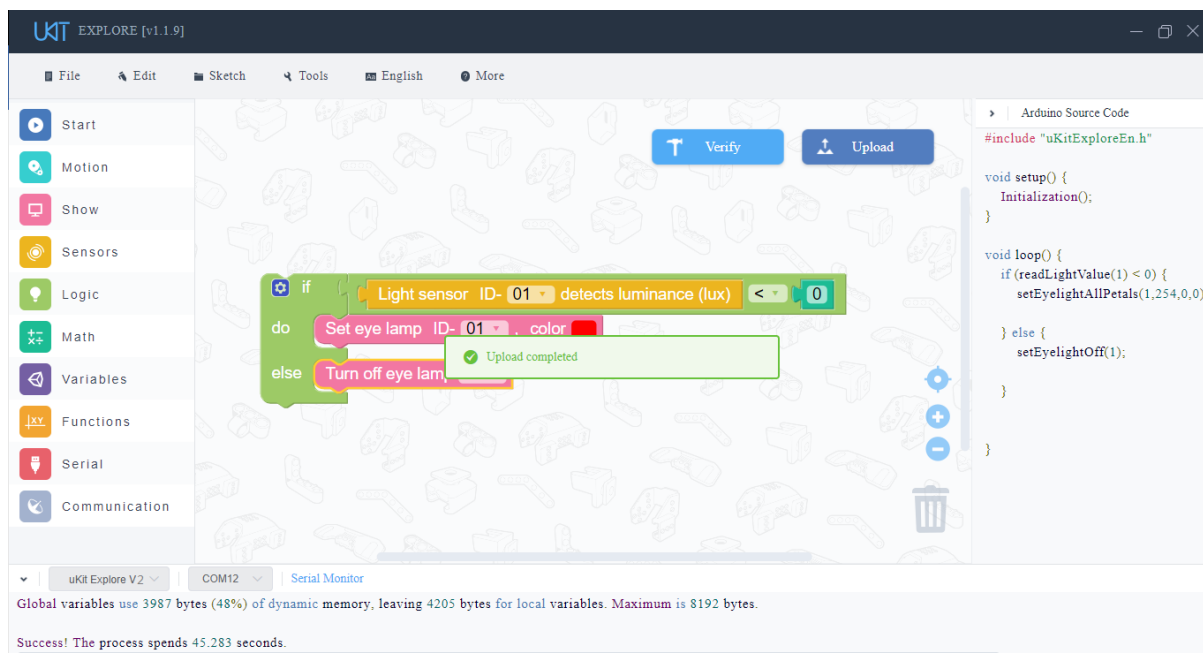 UKIT EXPLORE [v1.1.9]
File Edit Sketch Tools An English More
Start
Motion
Show
Sensors
Logic
Math
Variables
Functions
Serial
Communication
Verify Upload
if Light sensor ID- 01 detects luminance (lux) < 0
do Set eye lamp ID- 01 , color
else Turn off eye lam
Upload completed
Arduino Source Code
#include "uKitExploreEn.h"
void setup() {
Initialization();
}
void loop() {
if (readLightValue(1) < 0) {
setEyelightAllPetals(1,254,0,0)
} else {
setEyelightOff(1);
}
}
uKit Explore V2 COM12 Serial Monitor
Global variables use 3987 bytes (48%) of dynamic memory, leaving 4205 bytes for local variables. Maximum is 8192 bytes.
Success! The process spends 45.283 seconds.